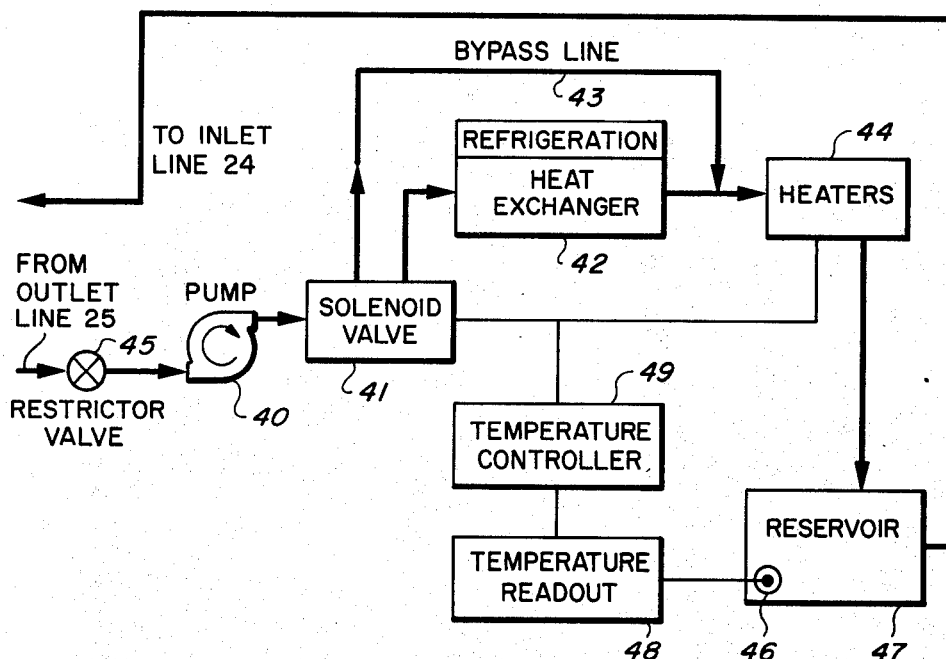 BYPASS LINE
43
TO INLET
LINE 24
REFRIGERATION
HEAT
EXCHANGER
42
44
HEATERS
FROM
OUTLET
LINE 25
45
RESTRICTOR
VALVE
PUMP
40
SOLENOID
VALVE
41
49
TEMPERATURE
CONTROLLER
TEMPERATURE
READOUT
48
RESERVOIR
46
47